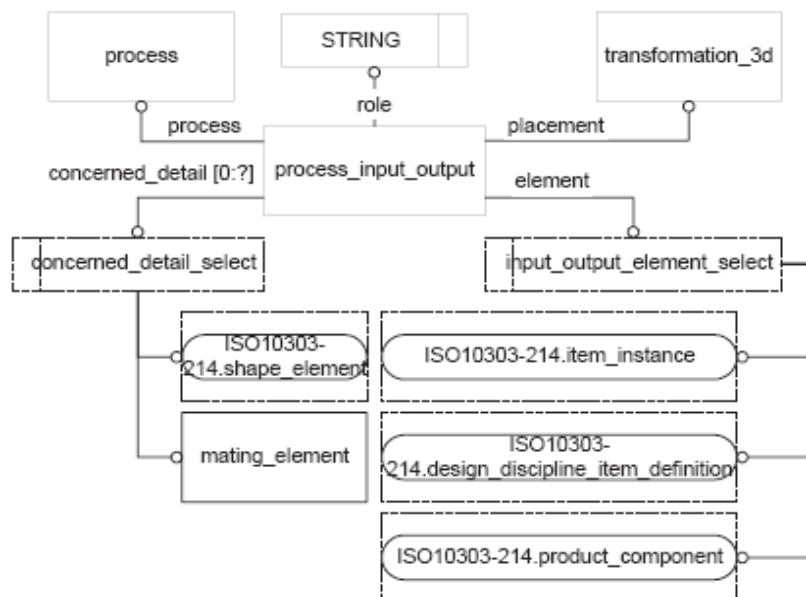 STRING
process
transformation_3d
role
process
placement
concerned_detail [0:?]
process_input_output
element
concerned_detail_select
input_output_element_select
ISO10303-
214.shape_element
ISO10303-214.item_instance
mating_element
ISO10303-
214.design_discipline_item_definition
ISO10303-214.product_component